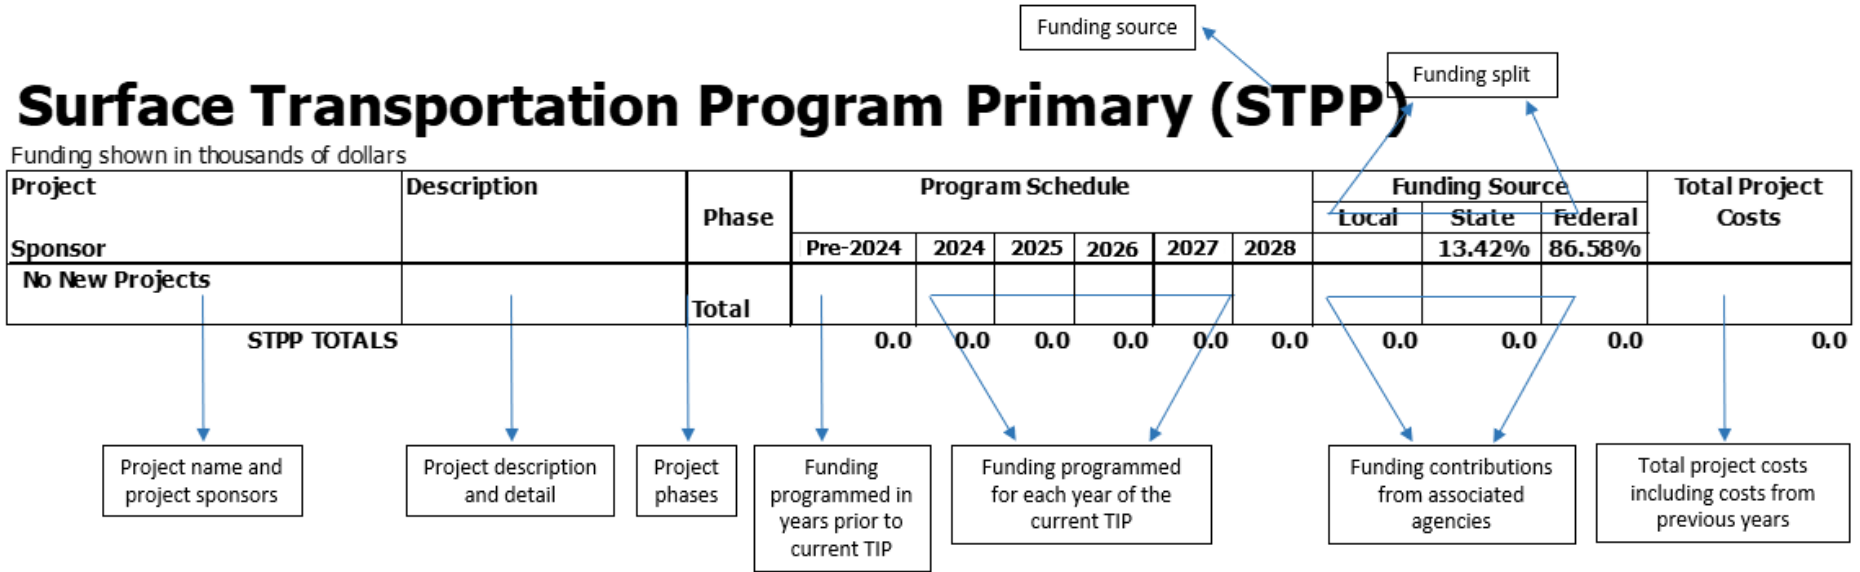 Funding source
Funding split
Surface Transportation Program Primary (STPP)
Funding shown in thousands of dollars
Project Description Program Schedule Funding Source Total Project
Phase Local State Federal Costs
Sponsor Pre-2024 2024 2025 2026 2027 2028 13.42% 86.58%
No New Projects
Total
STPP TOTALS 0.0 0.0 0.0 0.0 0.0 0.0 0.0 0.0 0.0 0.0
Project name and
project sponsors
Project description
and detail
Project
phases
Funding
programmed in
years prior to
current TIP
Funding programmed
for each year of the
current TIP
Funding contributions
from associated
agencies
Total project costs
including costs from
previous years